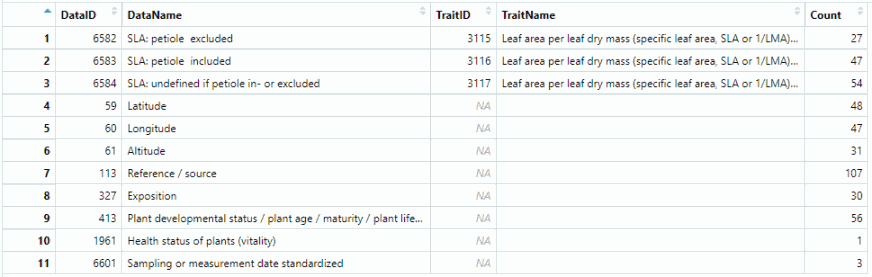 DataID DataName TraitID TraitName Count
1 6582 SLA: petiole excluded 3115 Leaf area per leaf dry mass (specific leaf area, SLA or 1/LMA)... 27
2 6583 SLA: petiole included 3116 Leaf area per leaf dry mass (specific leaf area, SLA or 1/LMA)... 47
3 6584 SLA: undefined if petiole in- or excluded 3117 Leaf area per leaf dry mass (specific leaf area, SLA or 1/LMA)... 54
4 59 Latitude NA 48
5 60 Longitude NA 47
6 61 Altitude NA 31
7 113 Reference / source NA 107
8 327 Exposition NA 30
9 413 Plant developmental status / plant age / maturity / plant life... NA 56
10 1961 Health status of plants (vitality) NA 1
11 6601 Sampling or measurement date standardized NA 3